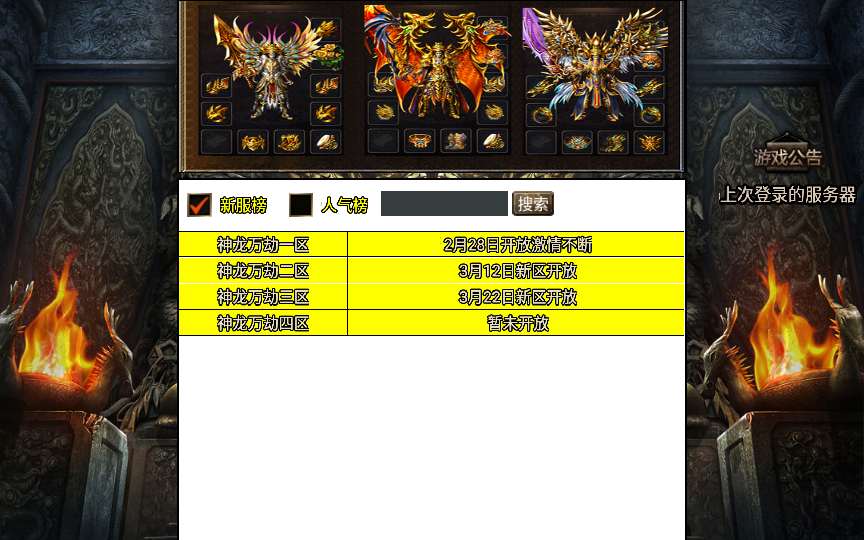 游戏公告
上次登录的服务器
新服榜 人气榜 搜索
神龙万劫一区 2月28日开放激情不断
神龙万劫二区 3月12日新区开放
神龙万劫三区 3月22日新区开放
神龙万劫四区 暂未开放